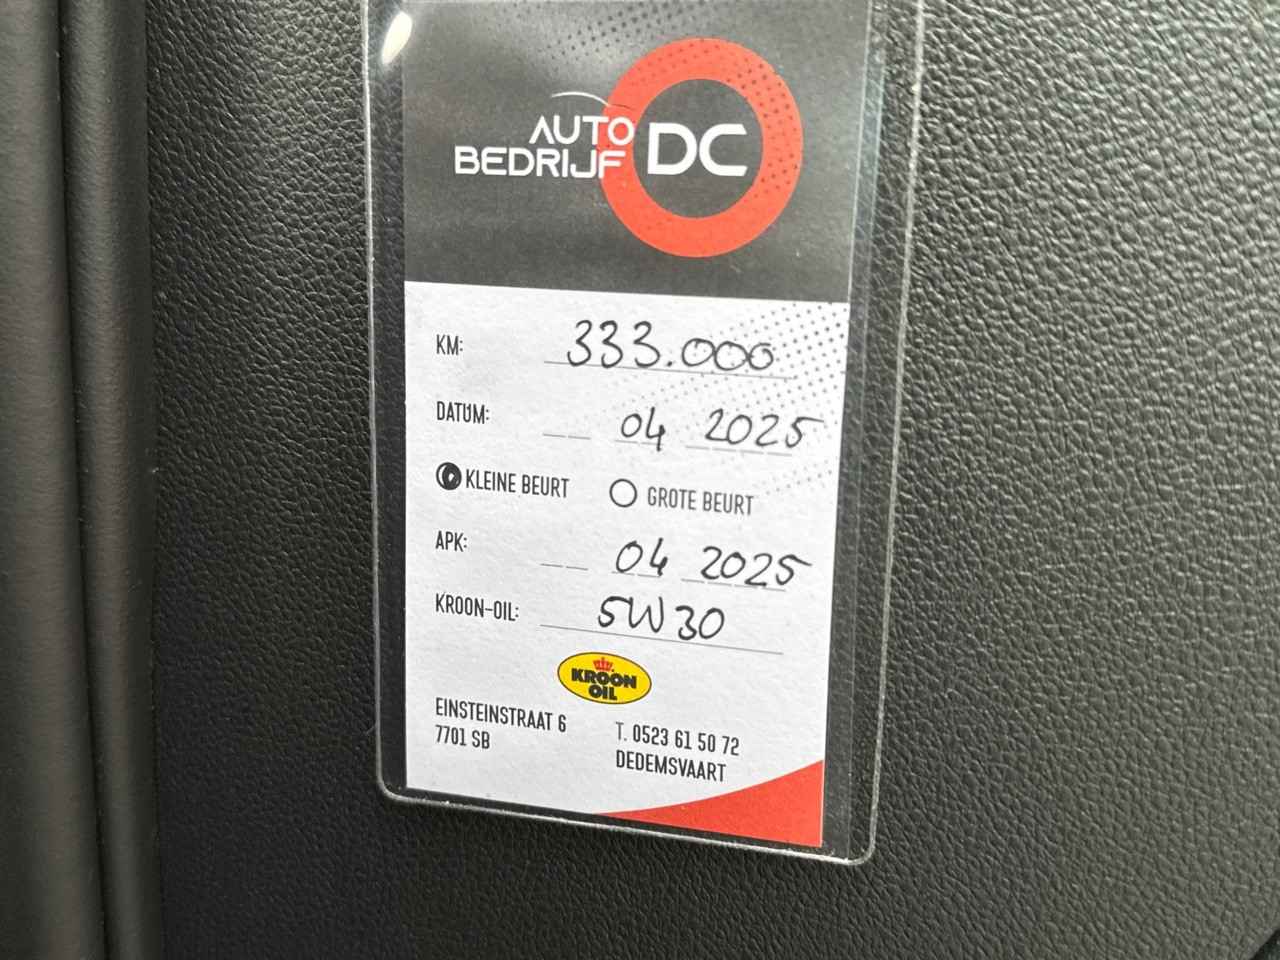 AUTO
BEDRIJF DC
KM: 333.000
DATUM: 04 2025
KLEINE BEURT GROTE BEURT
APK: 04 2025
KROON-OIL: 5W30
KROON
OIL
EINSTEINSTRAAT 6 T. 0523 61 50 72
7701 SB DEDEMSVAART